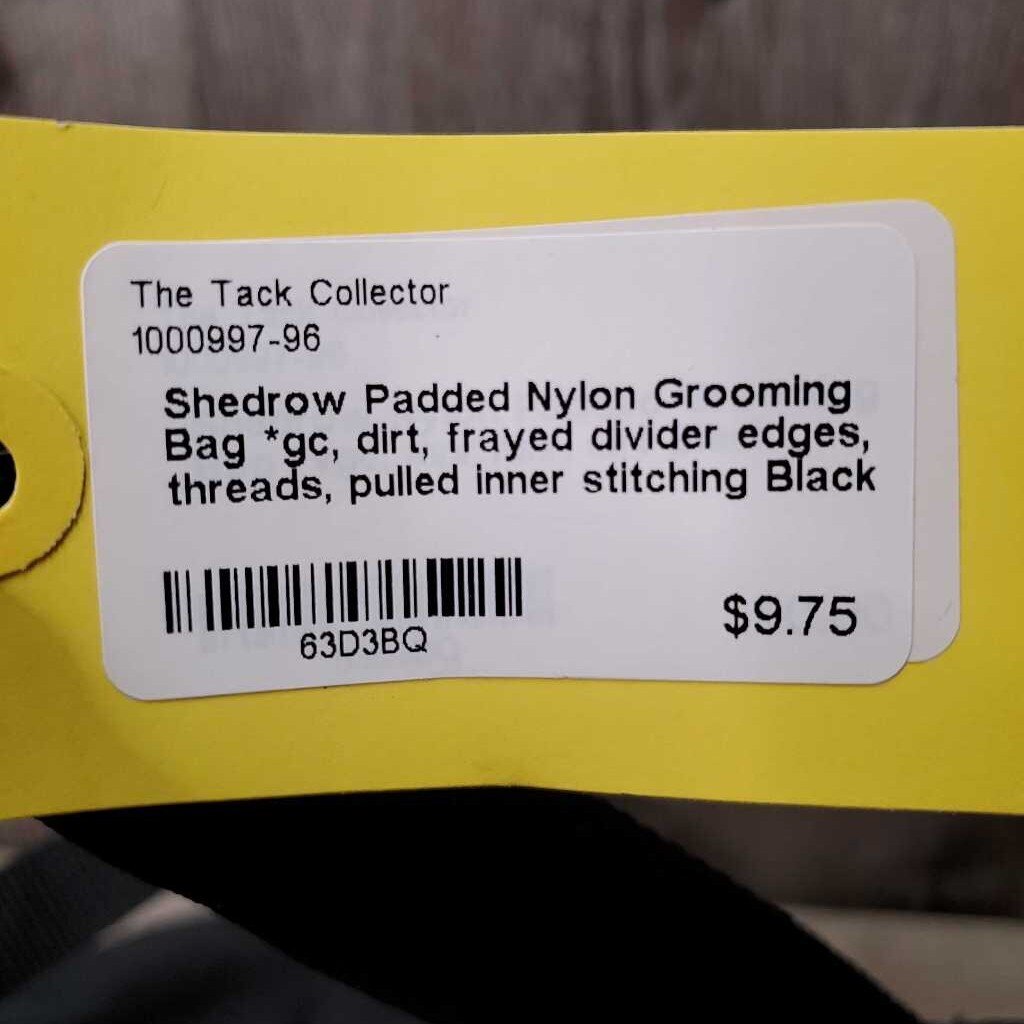 The Tack Collector
1000997-96
Shedrow Padded Nylon Grooming
Bag *gc, dirt, frayed divider edges,
threads, pulled inner stitching Black
63D3BQ
$9.75